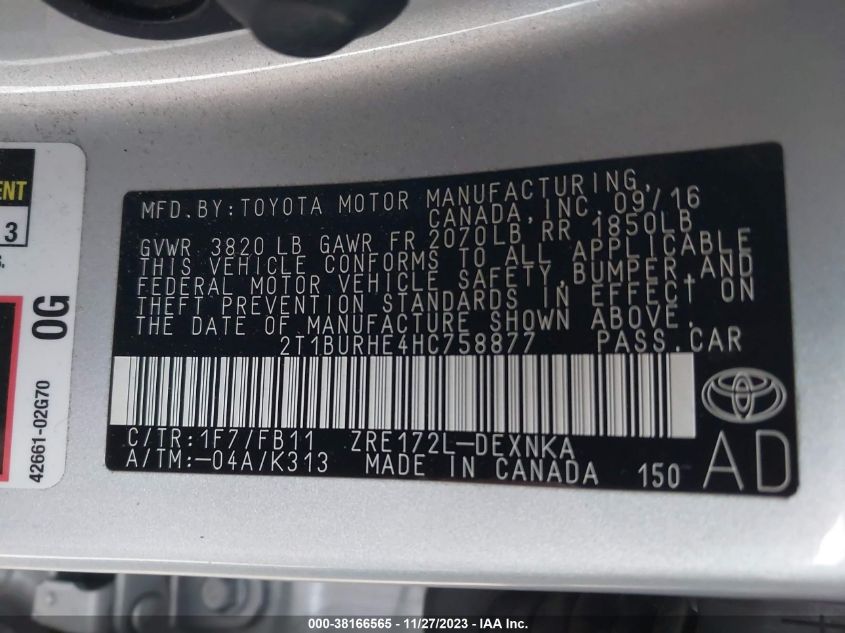 MFD.BY:TOYOTA MOTOR MANUFACTURING,
CANADA, INC. 09/16
GVWR 3820 LB GAWR FR 2070LB RR 1850LB
THIS VEHICLE CONFORMS TO ALL APPLICABLE
FEDERAL MOTOR VEHICLE SAFETY, BUMPER, AND
THEFT PREVENTION STANDARDS IN EFFECT ON
THE DATE OF MANUFACTURE SHOWN ABOVE.
2T1BURHE4HC758877 PASS.CAR
C/TR:1F7/FB11 ZRE172L-DEXNKA
A/TM:-04A/K313 MADE IN CANADA 150
AD
ENT
3
0G
42661-02G70
000-38166565 - 11/27/2023 - IAA Inc.